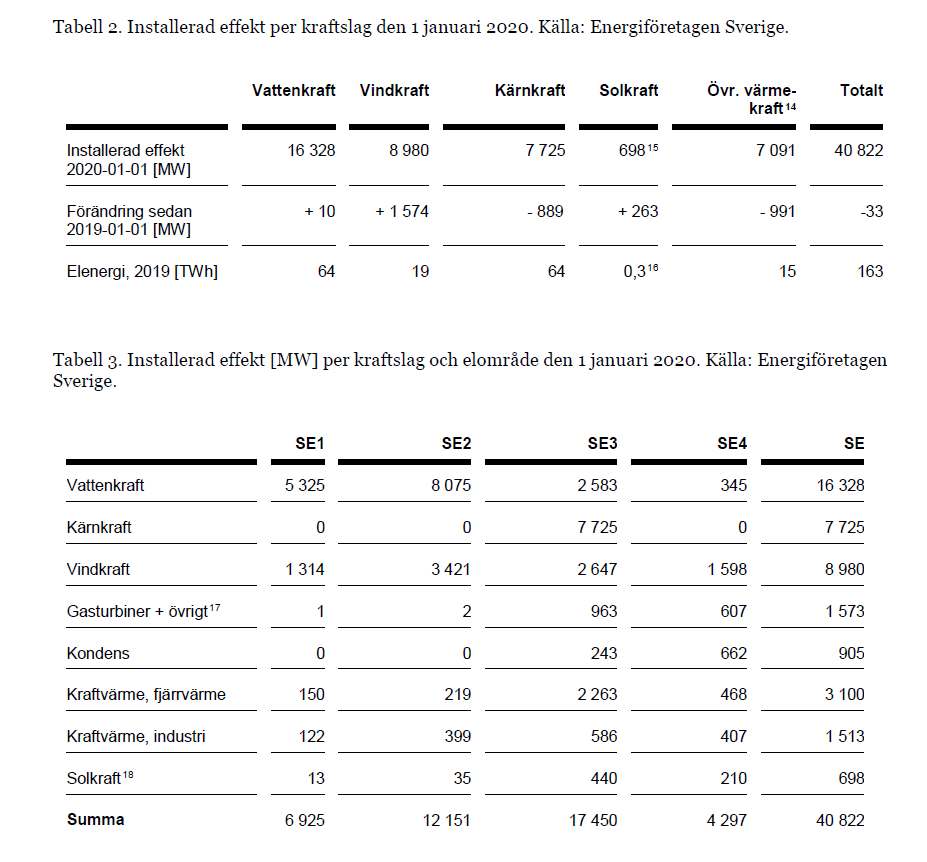 Tabell 2. Installerad effekt per kraftslag den 1 januari 2020. Källa: Energiföretagen Sverige.
Vattenkraft Vindkraft Kärnkraft Solkraft Övr. värme- Totalt
kraft14
Installerad effekt 16 328 8 980 7 725 69815 7 091 40 822
2020-01-01 [MW]
Förändring sedan + 10 + 1 574 - 889 + 263 - 991 -33
2019-01-01 [MW]
Elenergi, 2019 [TWh] 64 19 64 0,316 15 163
Tabell 3. Installerad effekt [MW] per kraftslag och elområde den 1 januari 2020. Källa: Energiföretagen
Sverige.
SE1 SE2 SE3 SE4 SE
Vattenkraft 5 325 8 075 2 583 345 16 328
Kärnkraft 0 0 7 725 0 7 725
Vindkraft 1 314 3 421 2 647 1 598 8 980
Gasturbiner + övrigt17 1 2 963 607 1 573
Kondens 0 0 243 662 905
Kraftvärme, fjärrvärme 150 219 2 263 468 3 100
Kraftvärme, industri 122 399 586 407 1 513
Solkraft18 13 35 440 210 698
Summa 6 925 12 151 17 450 4 297 40 822